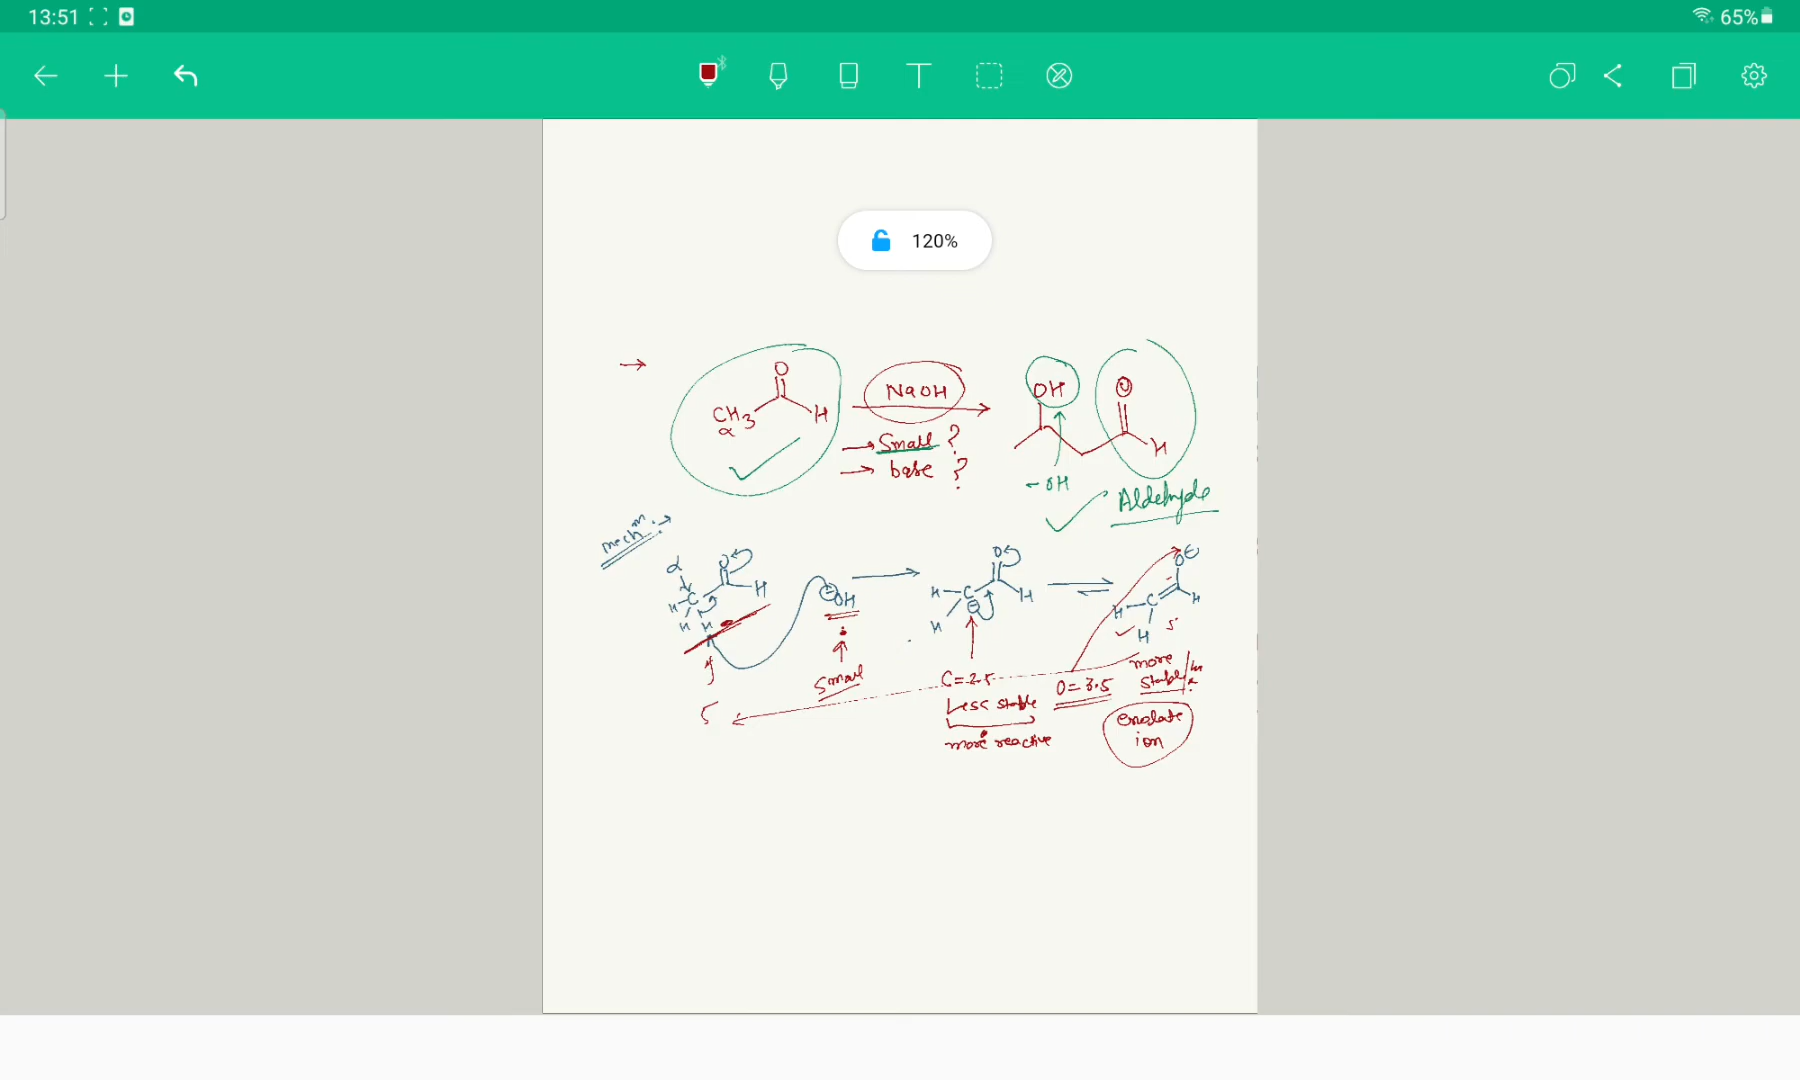 13:51
65%
T
120%
→
O
CH3
α
H
NaOH
→ Small ?
→ base ?
OH
O
H
-OH
Aldehyde
mechm. →
α
O
H
H-C
H H
⊖OH
Small
O
H-C
⊖
H
H
O⊖
H-C
H
H
C=2.5
Less stable
more reactive
O=3.5
more
stable
enolate
ion